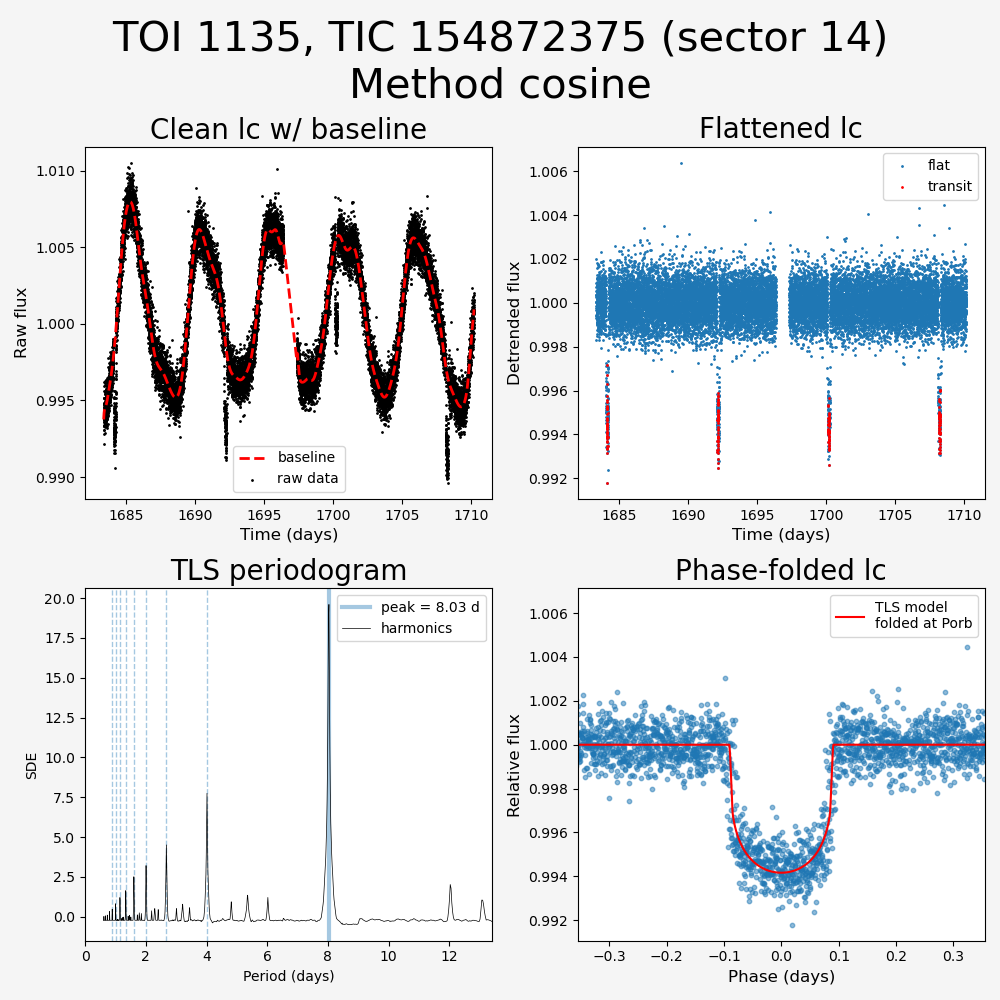 TOI 1135, TIC 154872375 (sector 14)
Method cosine
Clean lc w/ baseline
Raw flux
1.010
1.005
1.000
0.995
0.990
baseline
raw data
1685 1690 1695 1700 1705 1710
Time (days)
Flattened lc
Detrended flux
1.006
1.004
1.002
1.000
0.998
0.996
0.994
0.992
flat
transit
1685 1690 1695 1700 1705 1710
Time (days)
TLS periodogram
SDE
20.0
17.5
15.0
12.5
10.0
7.5
5.0
2.5
0.0
peak = 8.03 d
harmonics
0 2 4 6 8 10 12
Period (days)
Phase-folded lc
Relative flux
1.006
1.004
1.002
1.000
0.998
0.996
0.994
0.992
TLS model
folded at Porb
−0.3 −0.2 −0.1 0.0 0.1 0.2 0.3
Phase (days)